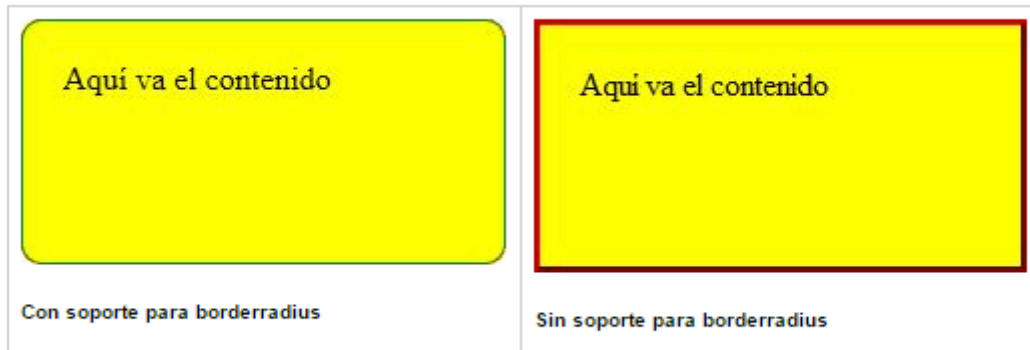 Aquí va el contenido
Aquí va el contenido
Con soporte para borderradius
Sin soporte para borderradius